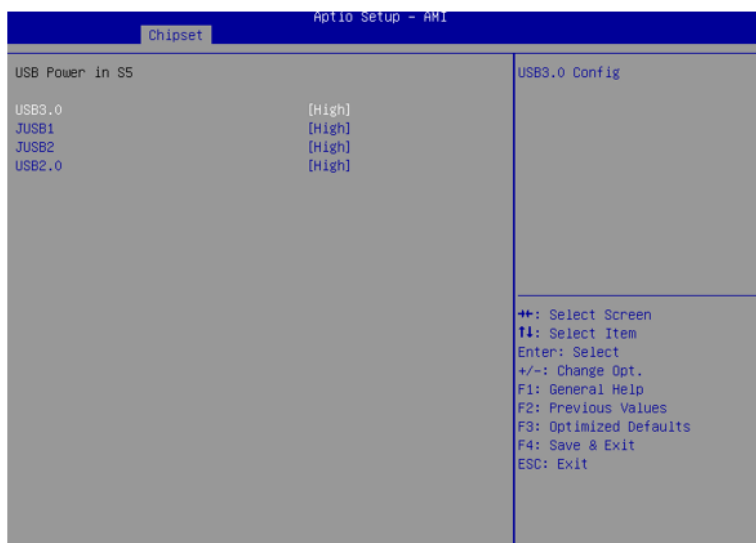 Aptio Setup – AMI
Chipset
USB Power in S5
USB3.0 [High]
JUSB1 [High]
JUSB2 [High]
USB2.0 [High]
USB3.0 Config
→←: Select Screen
↑↓: Select Item
Enter: Select
+/-: Change Opt.
F1: General Help
F2: Previous Values
F3: Optimized Defaults
F4: Save & Exit
ESC: Exit